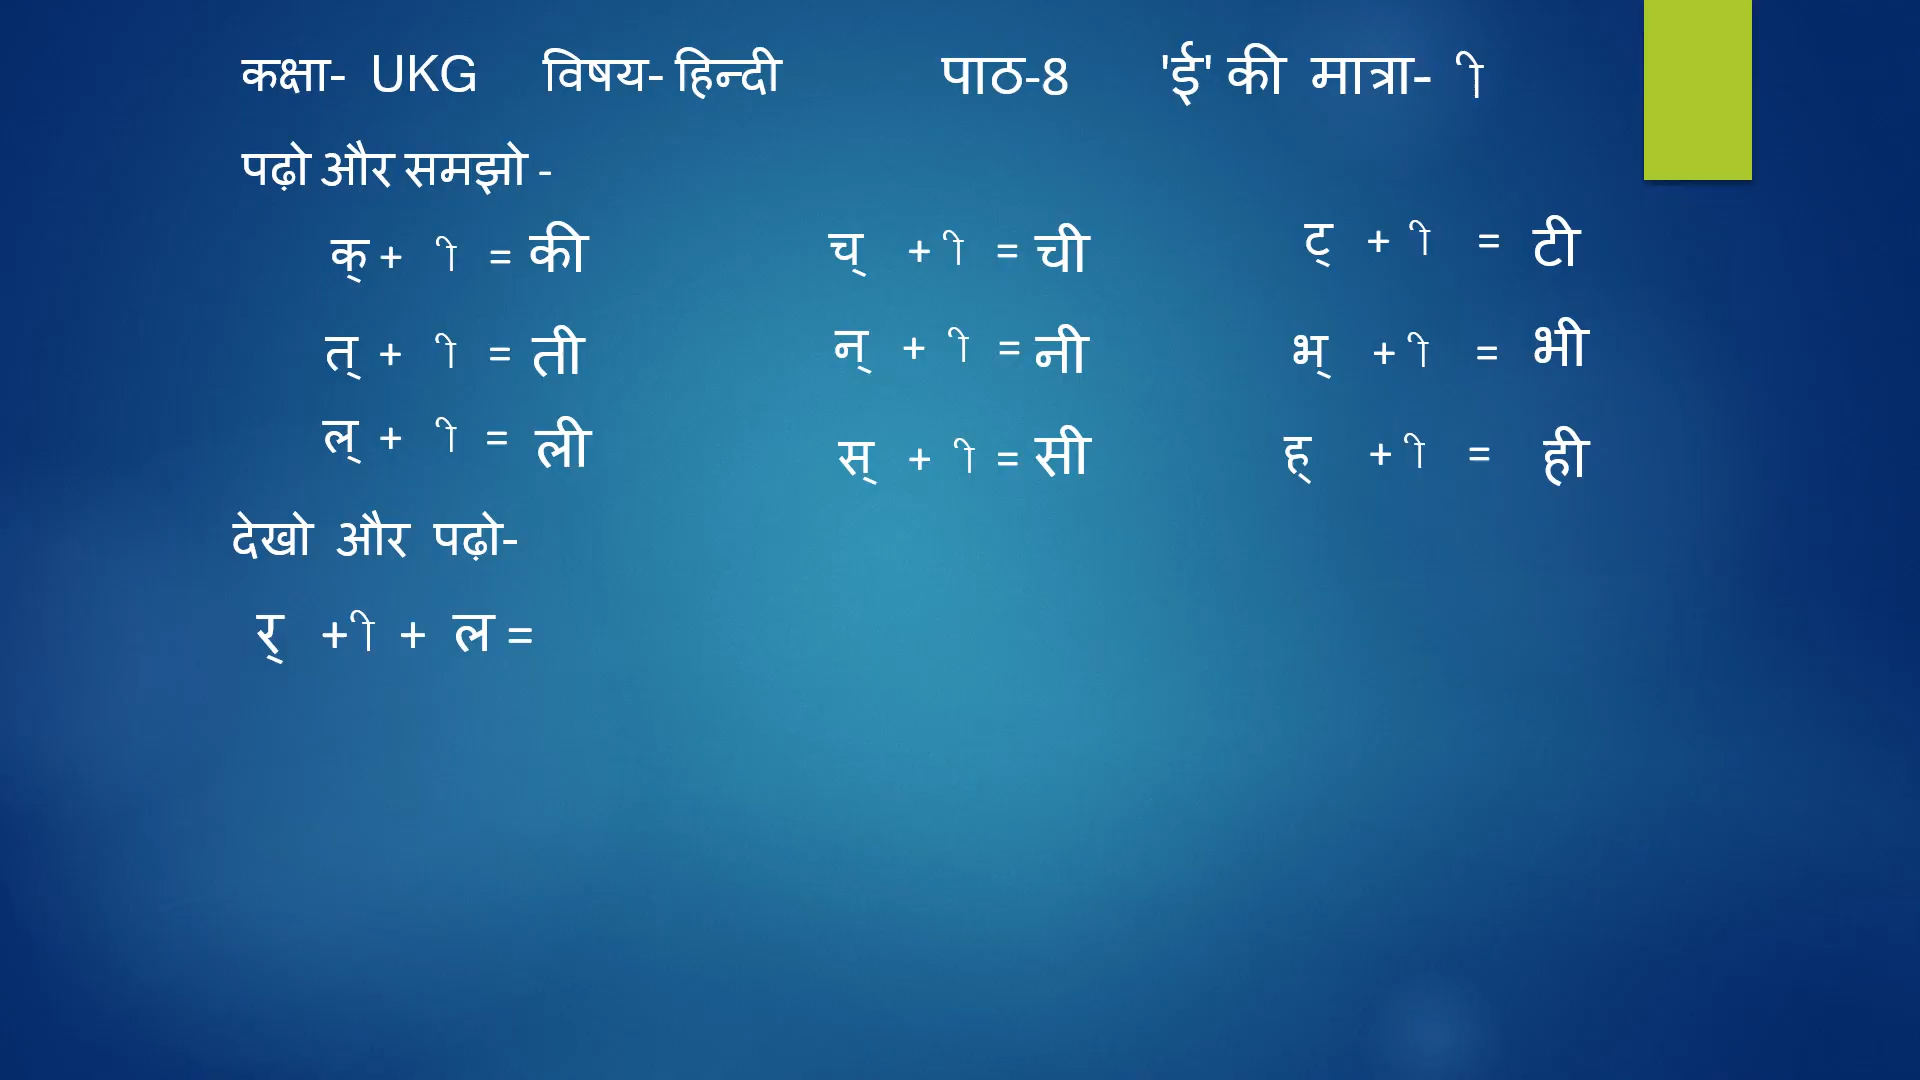 कक्षा- UKG विषय- हिन्दी पाठ-8 'ई' की मात्रा- ी
पढ़ो और समझो -
क् + ी = की च् + ी = ची ट् + ी = टी
त् + ी = ती न् + ी = नी भ् + ी = भी
ल् + ी = ली स् + ी = सी ह् + ी = ही
देखो और पढ़ो-
र् + ी + ल =